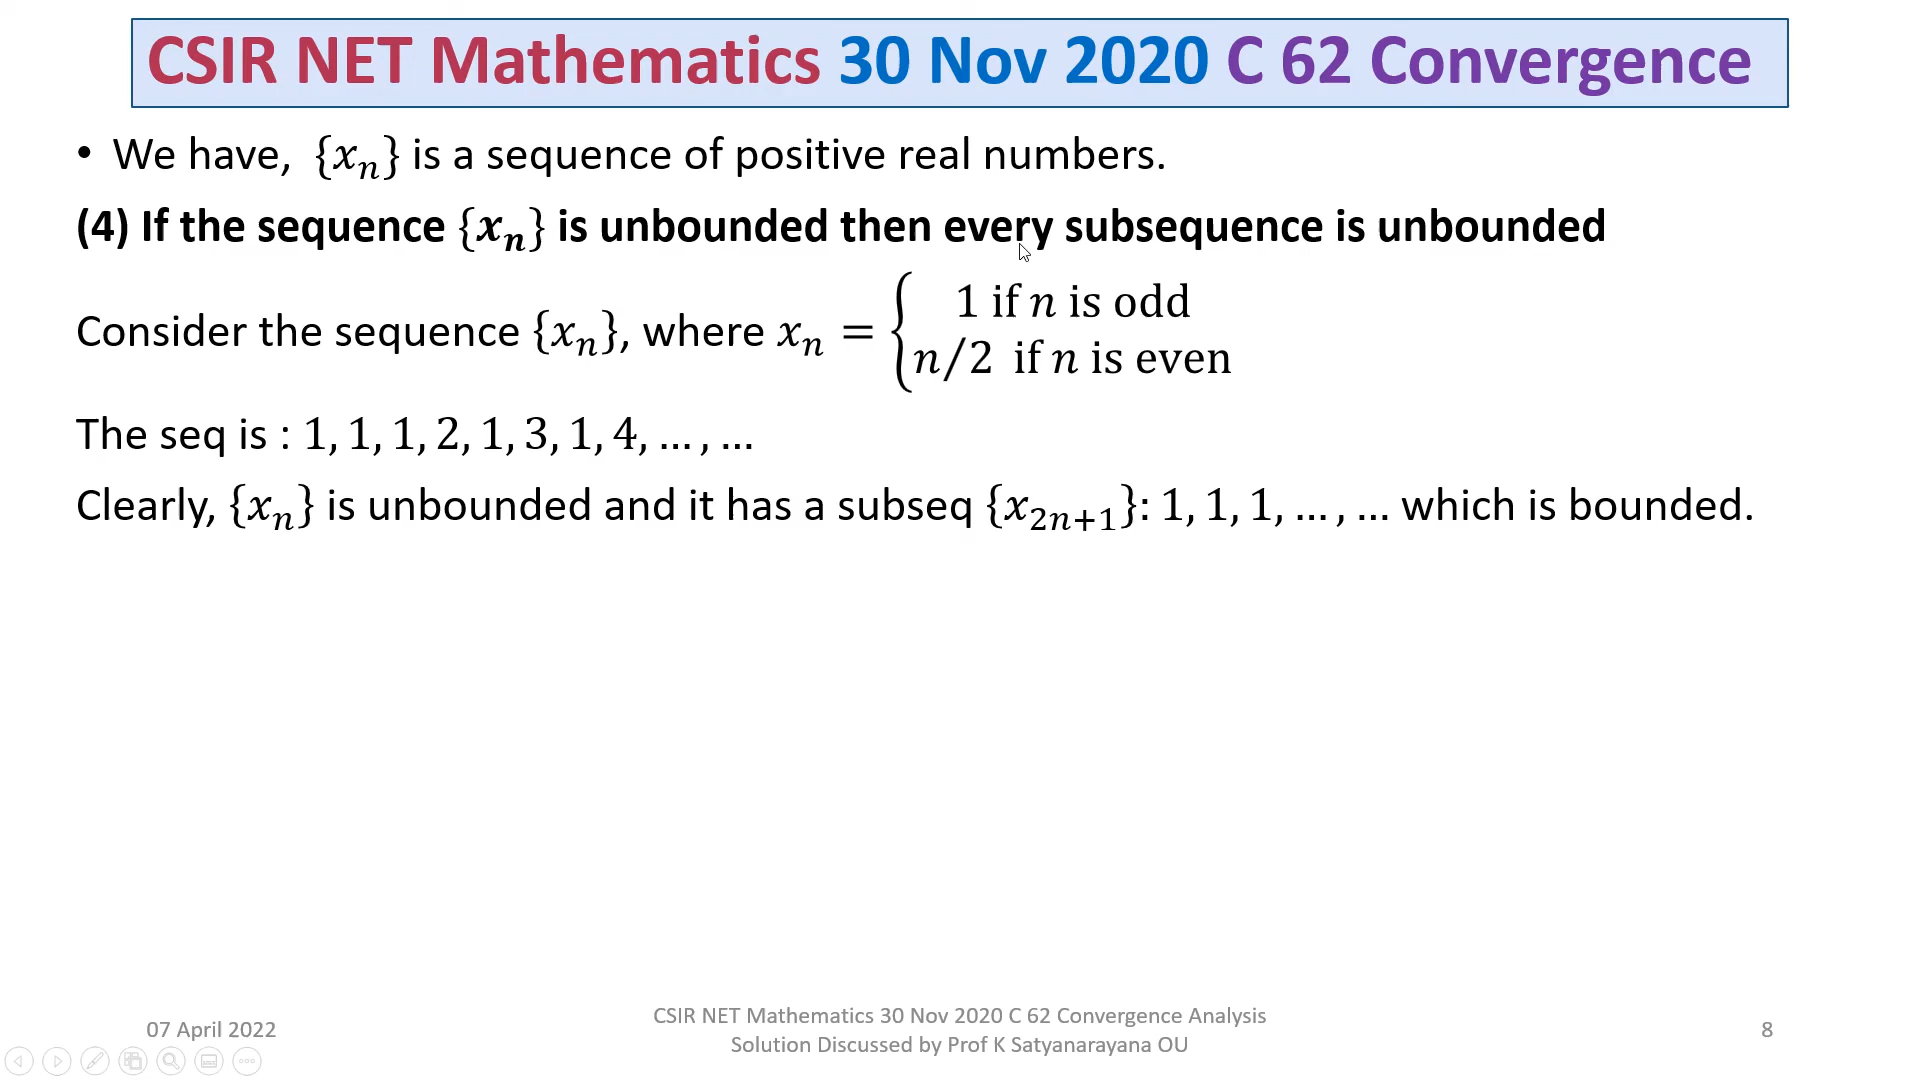 CSIR NET Mathematics 30 Nov 2020 C 62 Convergence
• We have, {xₙ} is a sequence of positive real numbers.
(4) If the sequence {xₙ} is unbounded then every subsequence is unbounded
Consider the sequence {xₙ}, where xₙ = { 1 if n is odd
n/2 if n is even
The seq is : 1, 1, 1, 2, 1, 3, 1, 4, … , …
Clearly, {xₙ} is unbounded and it has a subseq {x₂ₙ₊₁}: 1, 1, 1, … , … which is bounded.
CSIR NET Mathematics 30 Nov 2020 C 62 Convergence Analysis
07 April 2022
Solution Discussed by Prof K Satyanarayana OU
8